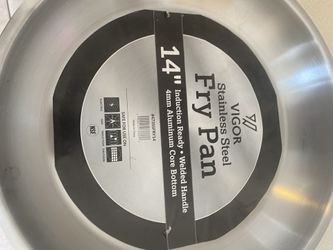 VIGOR
Stainless Steel
Fry Pan
14"
Induction Ready • Welded Handle
4mm Aluminum Core Bottom
NSF